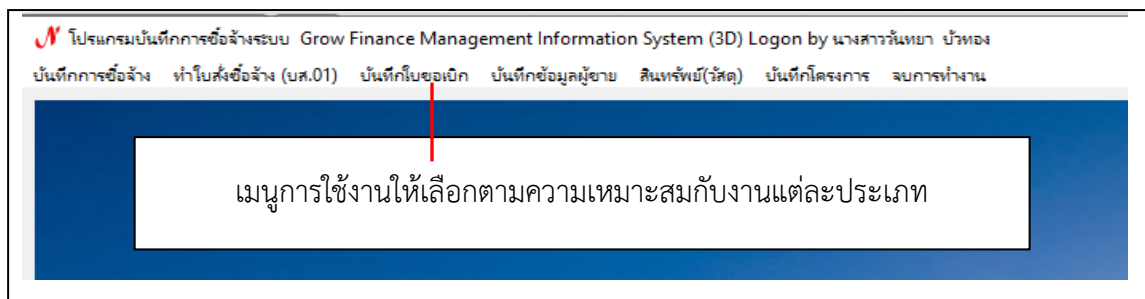 N โปรแกรมบันทึกการซื้อจ้างระบบ Grow Finance Management Information System (3D) Logon by นางสาววันทยา บัวทอง
บันทึกการซื้อจ้าง ทำใบสั่งซื้อจ้าง (บส.01) บันทึกใบขอเบิก บันทึกข้อมูลผู้ขาย สินทรัพย์(วัสดุ) บันทึกโครงการ จบการทำงาน
เมนูการใช้งานให้เลือกตามความเหมาะสมกับงานแต่ละประเภท